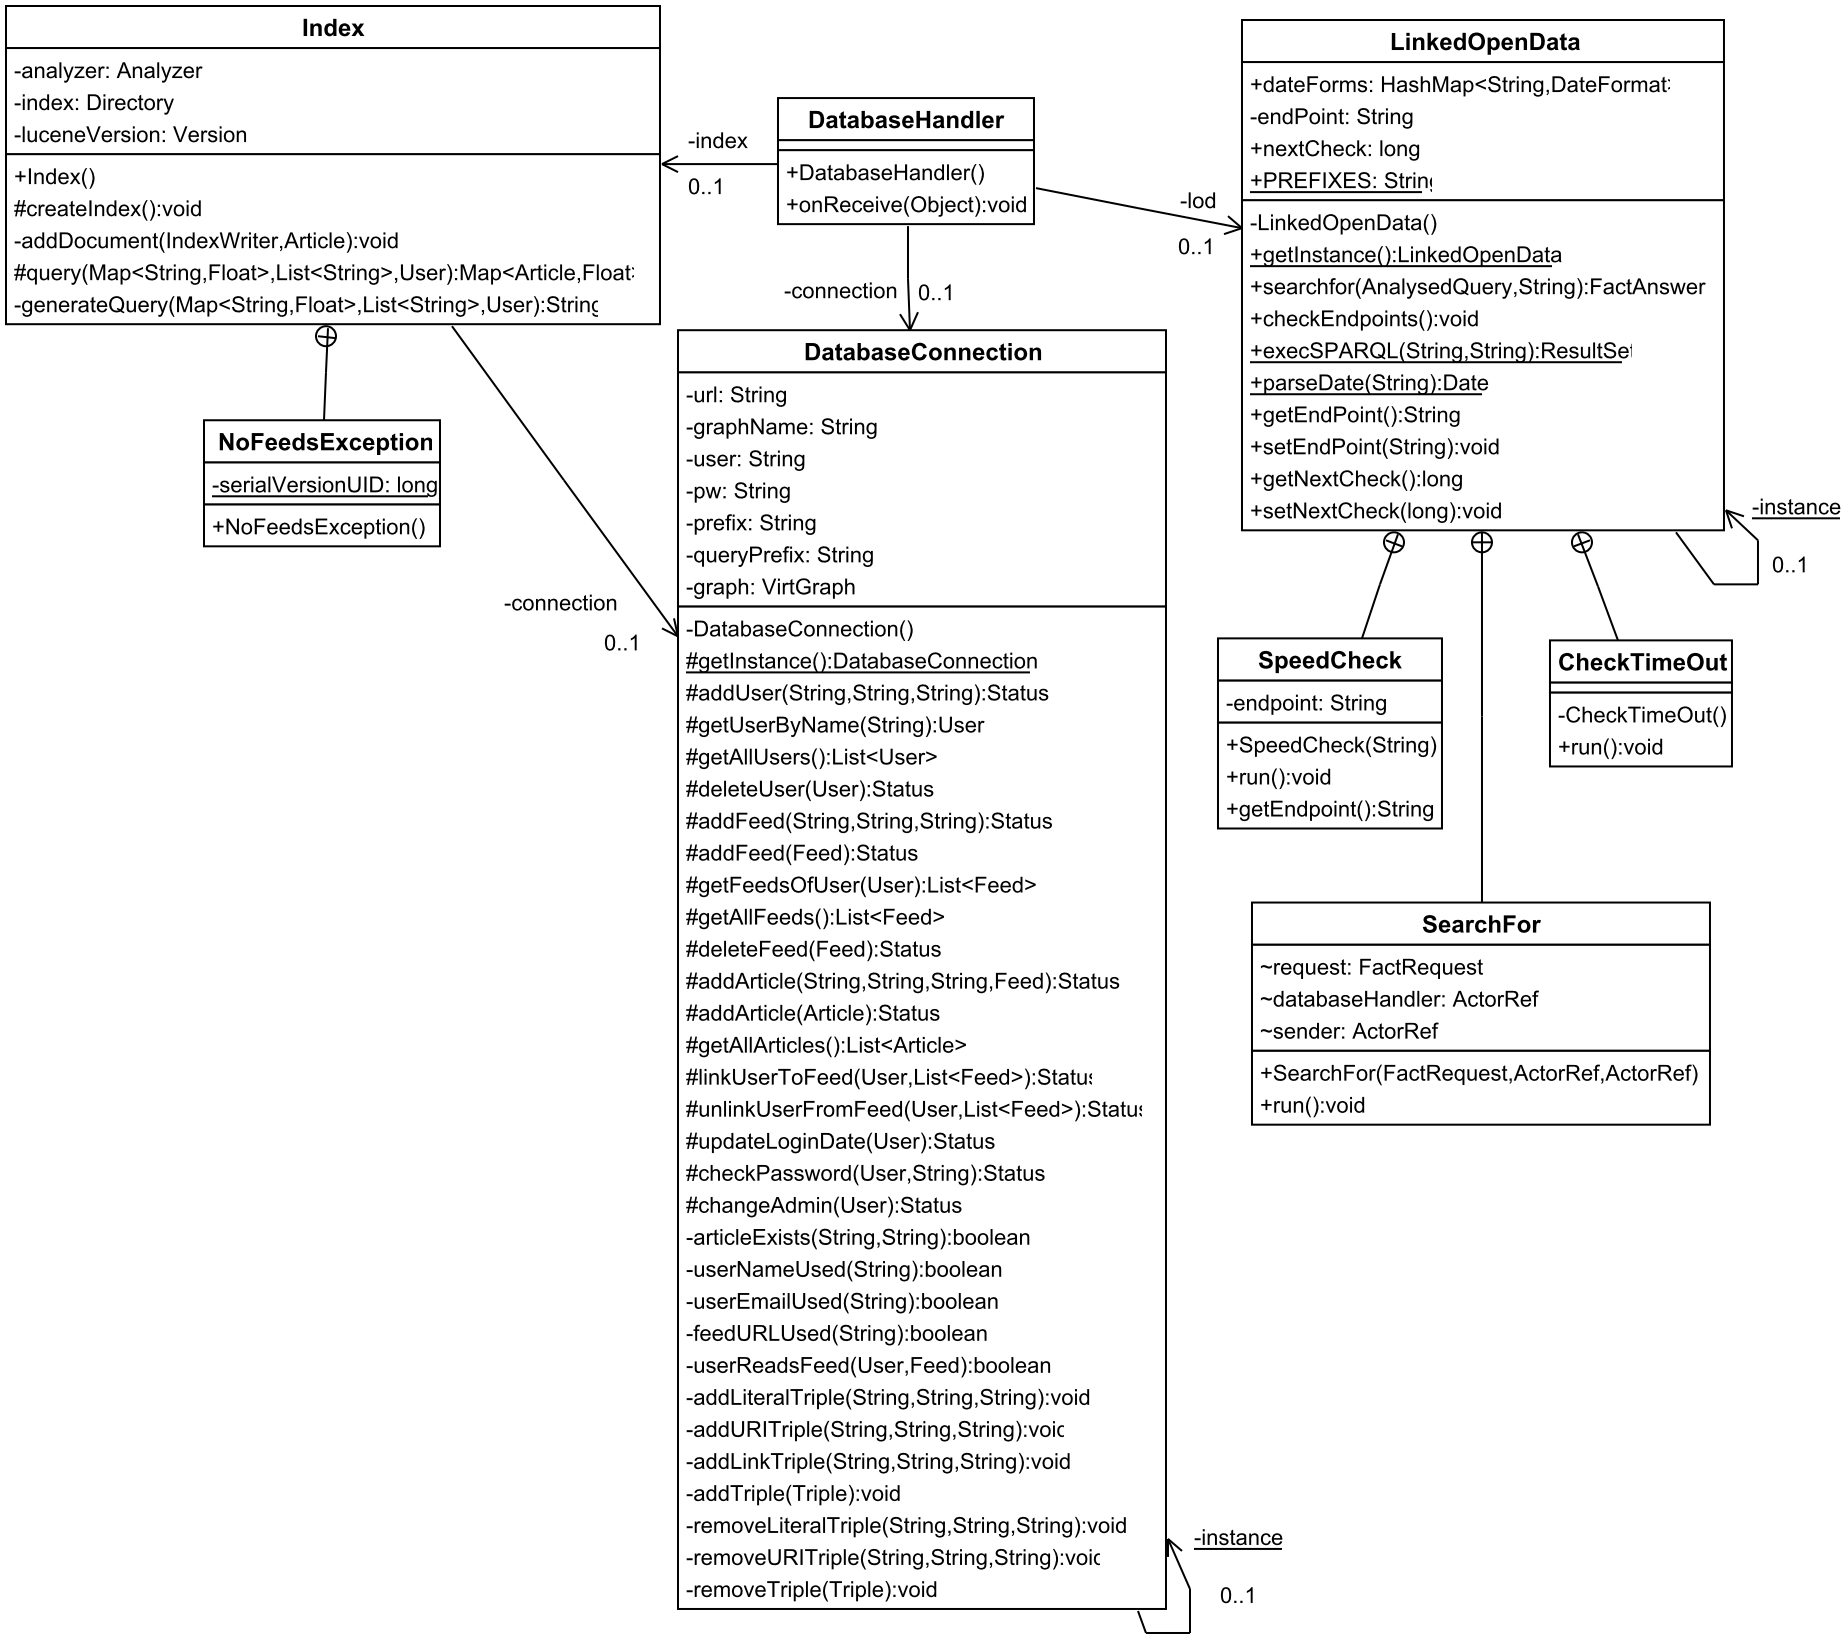 Index
-analyzer: Analyzer
-index: Directory
-luceneVersion: Version
+Index()
#createIndex():void
-addDocument(IndexWriter,Article):void
#query(Map<String,Float>,List<String>,User):Map<Article,Float>
-generateQuery(Map<String,Float>,List<String>,User):String
-index
0..1
DatabaseHandler
+DatabaseHandler()
+onReceive(Object):void
-lod
0..1
-connection
0..1
LinkedOpenData
+dateForms: HashMap<String,DateFormat>
-endPoint: String
+nextCheck: long
+PREFIXES: String
-LinkedOpenData()
+getInstance():LinkedOpenData
+searchfor(AnalysedQuery,String):FactAnswer
+checkEndpoints():void
+execSPARQL(String,String):ResultSet
+parseDate(String):Date
+getEndPoint():String
+setEndPoint(String):void
+getNextCheck():long
+setNextCheck(long):void
-instance
0..1
NoFeedsException
-serialVersionUID: long
+NoFeedsException()
-connection
0..1
DatabaseConnection
-url: String
-graphName: String
-user: String
-pw: String
-prefix: String
-queryPrefix: String
-graph: VirtGraph
-DatabaseConnection()
#getInstance():DatabaseConnection
#addUser(String,String,String):Status
#getUserByName(String):User
#getAllUsers():List<User>
#deleteUser(User):Status
#addFeed(String,String,String):Status
#addFeed(Feed):Status
#getFeedsOfUser(User):List<Feed>
#getAllFeeds():List<Feed>
#deleteFeed(Feed):Status
#addArticle(String,String,String,Feed):Status
#addArticle(Article):Status
#getAllArticles():List<Article>
#linkUserToFeed(User,List<Feed>):Status
#unlinkUserFromFeed(User,List<Feed>):Status
#updateLoginDate(User):Status
#checkPassword(User,String):Status
#changeAdmin(User):Status
-articleExists(String,String):boolean
-userNameUsed(String):boolean
-userEmailUsed(String):boolean
-feedURLUsed(String):boolean
-userReadsFeed(User,Feed):boolean
-addLiteralTriple(String,String,String):void
-addURITriple(String,String,String):void
-addLinkTriple(String,String,String):void
-addTriple(Triple):void
-removeLiteralTriple(String,String,String):void
-removeURITriple(String,String,String):void
-removeTriple(Triple):void
-instance
0..1
SpeedCheck
-endpoint: String
+SpeedCheck(String)
+run():void
+getEndpoint():String
CheckTimeOut
-CheckTimeOut()
+run():void
SearchFor
~request: FactRequest
~databaseHandler: ActorRef
~sender: ActorRef
+SearchFor(FactRequest,ActorRef,ActorRef)
+run():void